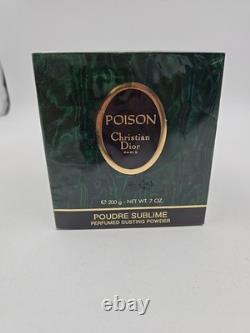 POISON
Christian
Dior
PARIS
℮ 200 g - NET WT. 7 OZ.
POUDRE SUBLIME
PERFUMED DUSTING POWDER